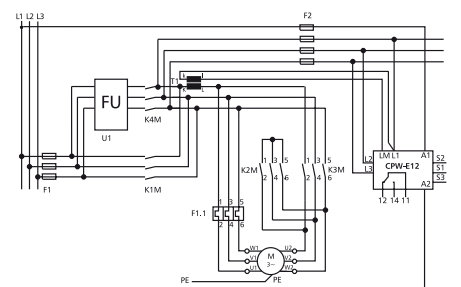 L1 L2 L3
F2
T1
k l
K L
FU
U1
K4M
F1
K1M
LM L1 A1
L2
L3
CPW-E12
A2
S2
S1
S3
12 14 11
1 3 5
K2M
2 4 6
1 3 5
K3M
2 4 6
1 3 5
F1.1
2 4 6
W1 U2
V1 V2
U1 W2
M
3~
PE PE